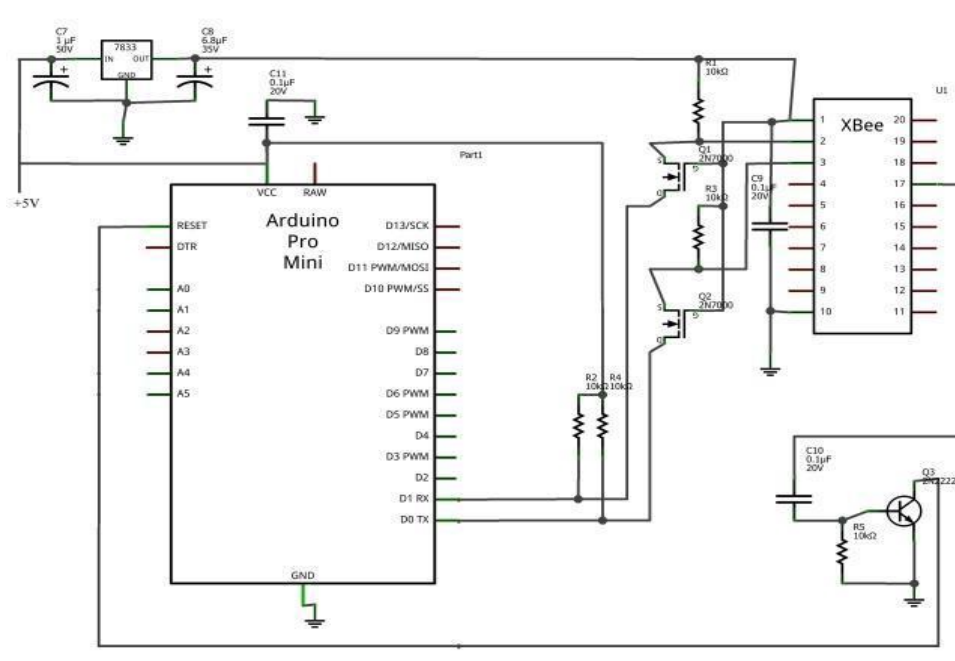 C7
1 µF
50V
7833
IN
OUT
GND
C8
6.8µF
35V
C11
0.1µF
20V
R1
10kΩ
U1
XBee
1
2
3
4
5
6
7
8
9
10
20
19
18
17
16
15
14
13
12
11
Part1
Q1
2N7000
S
G
D
R3
10kΩ
C9
0.1µF
20V
+5V
VCC
RAW
Arduino
Pro
Mini
RESET
DTR
A0
A1
A2
A3
A4
A5
D13/SCK
D12/MISO
D11 PWM/MOSI
D10 PWM/SS
D9 PWM
D8
D7
D6 PWM
D5 PWM
D4
D3 PWM
D2
D1 RX
D0 TX
GND
Q2
2N7000
S
G
D
R2
10kΩ
R4
10kΩ
C10
0.1µF
20V
Q3
2N2222
R5
10kΩ